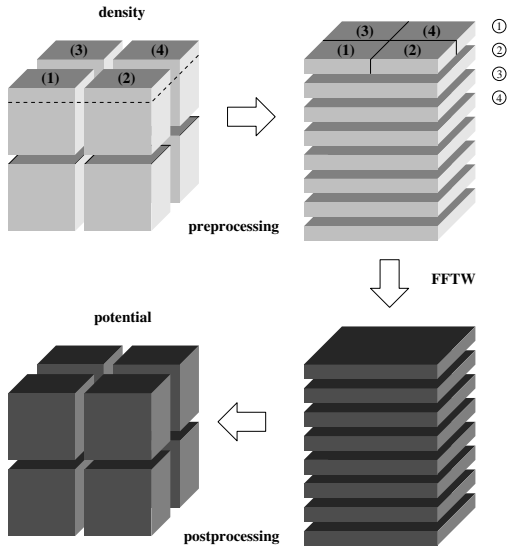 density
(3) (4)
(1) (2)
(3) (4)
(1) (2)
①
②
③
④
preprocessing
FFTW
potential
postprocessing